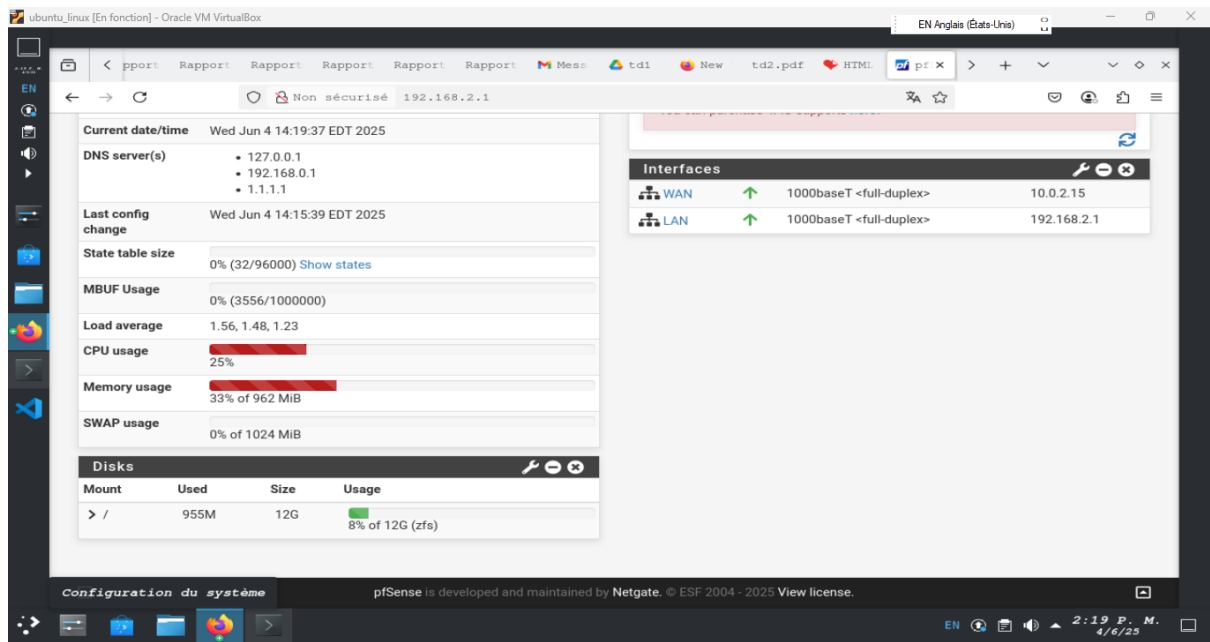 ubuntu_linux [En fonction] - Oracle VM VirtualBox
EN Anglais (États-Unis)
pport Rapport Rapport Rapport Rapport Rapport Mess td1 New td2.pdf HTML pf
EN
Non sécurisé 192.168.2.1
Current date/time Wed Jun 4 14:19:37 EDT 2025
DNS server(s)
127.0.0.1
192.168.0.1
1.1.1.1
Last config change Wed Jun 4 14:15:39 EDT 2025
State table size
0% (32/96000) Show states
MBUF Usage
0% (3556/1000000)
Load average 1.56, 1.48, 1.23
CPU usage
25%
Memory usage
33% of 962 MiB
SWAP usage
0% of 1024 MiB
Disks
Mount Used Size Usage
/ 955M 12G
8% of 12G (zfs)
Interfaces
WAN 1000baseT <full-duplex> 10.0.2.15
LAN 1000baseT <full-duplex> 192.168.2.1
Configuration du système
pfSense is developed and maintained by Netgate. © ESF 2004 - 2025 View license.
EN 2:19 P. M.
4/6/25